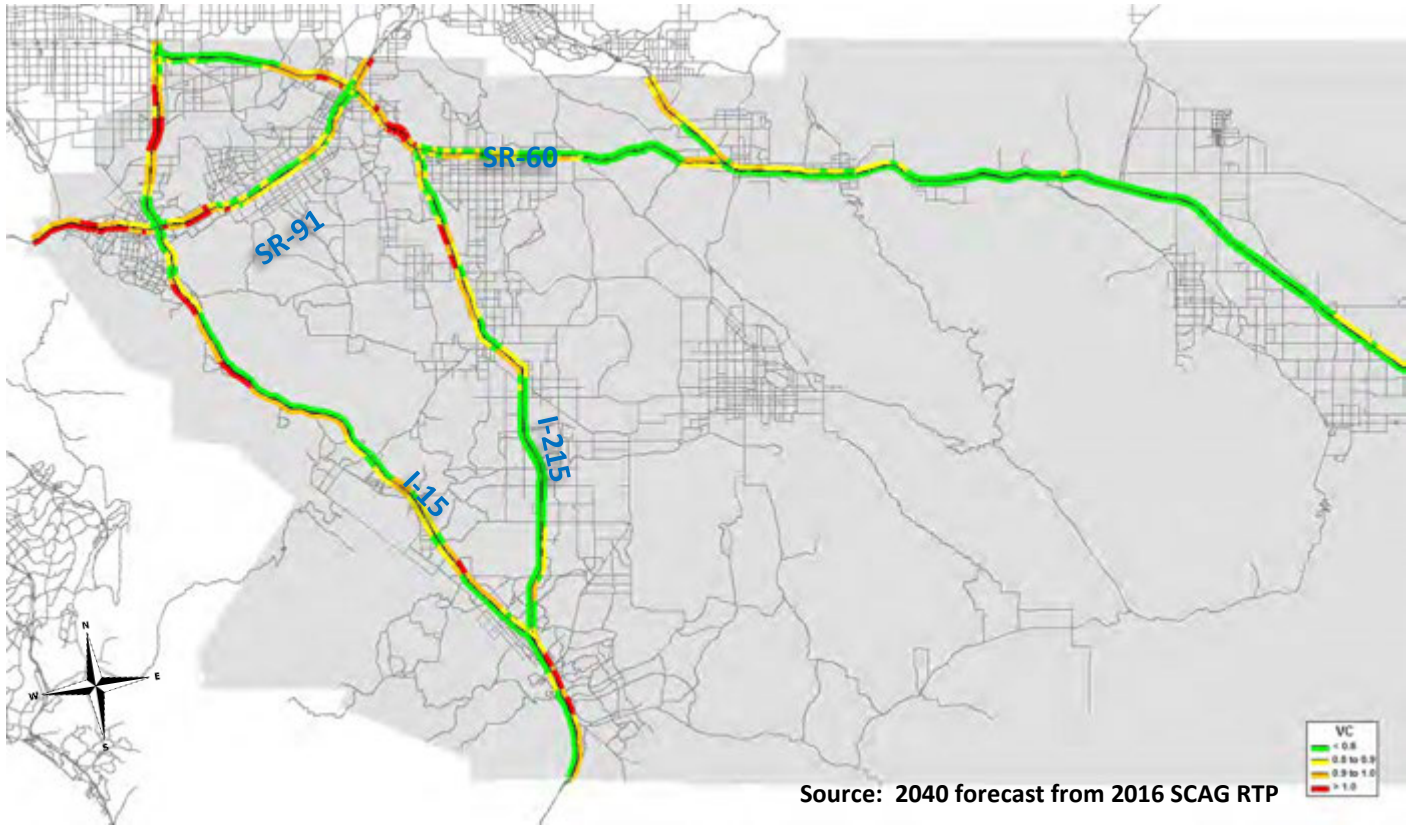 SR-60
SR-91
I-215
I-15
N
W
E
S
VC
< 0.8
0.8 to 0.9
0.9 to 1.0
> 1.0
Source:  2040 forecast from 2016 SCAG RTP